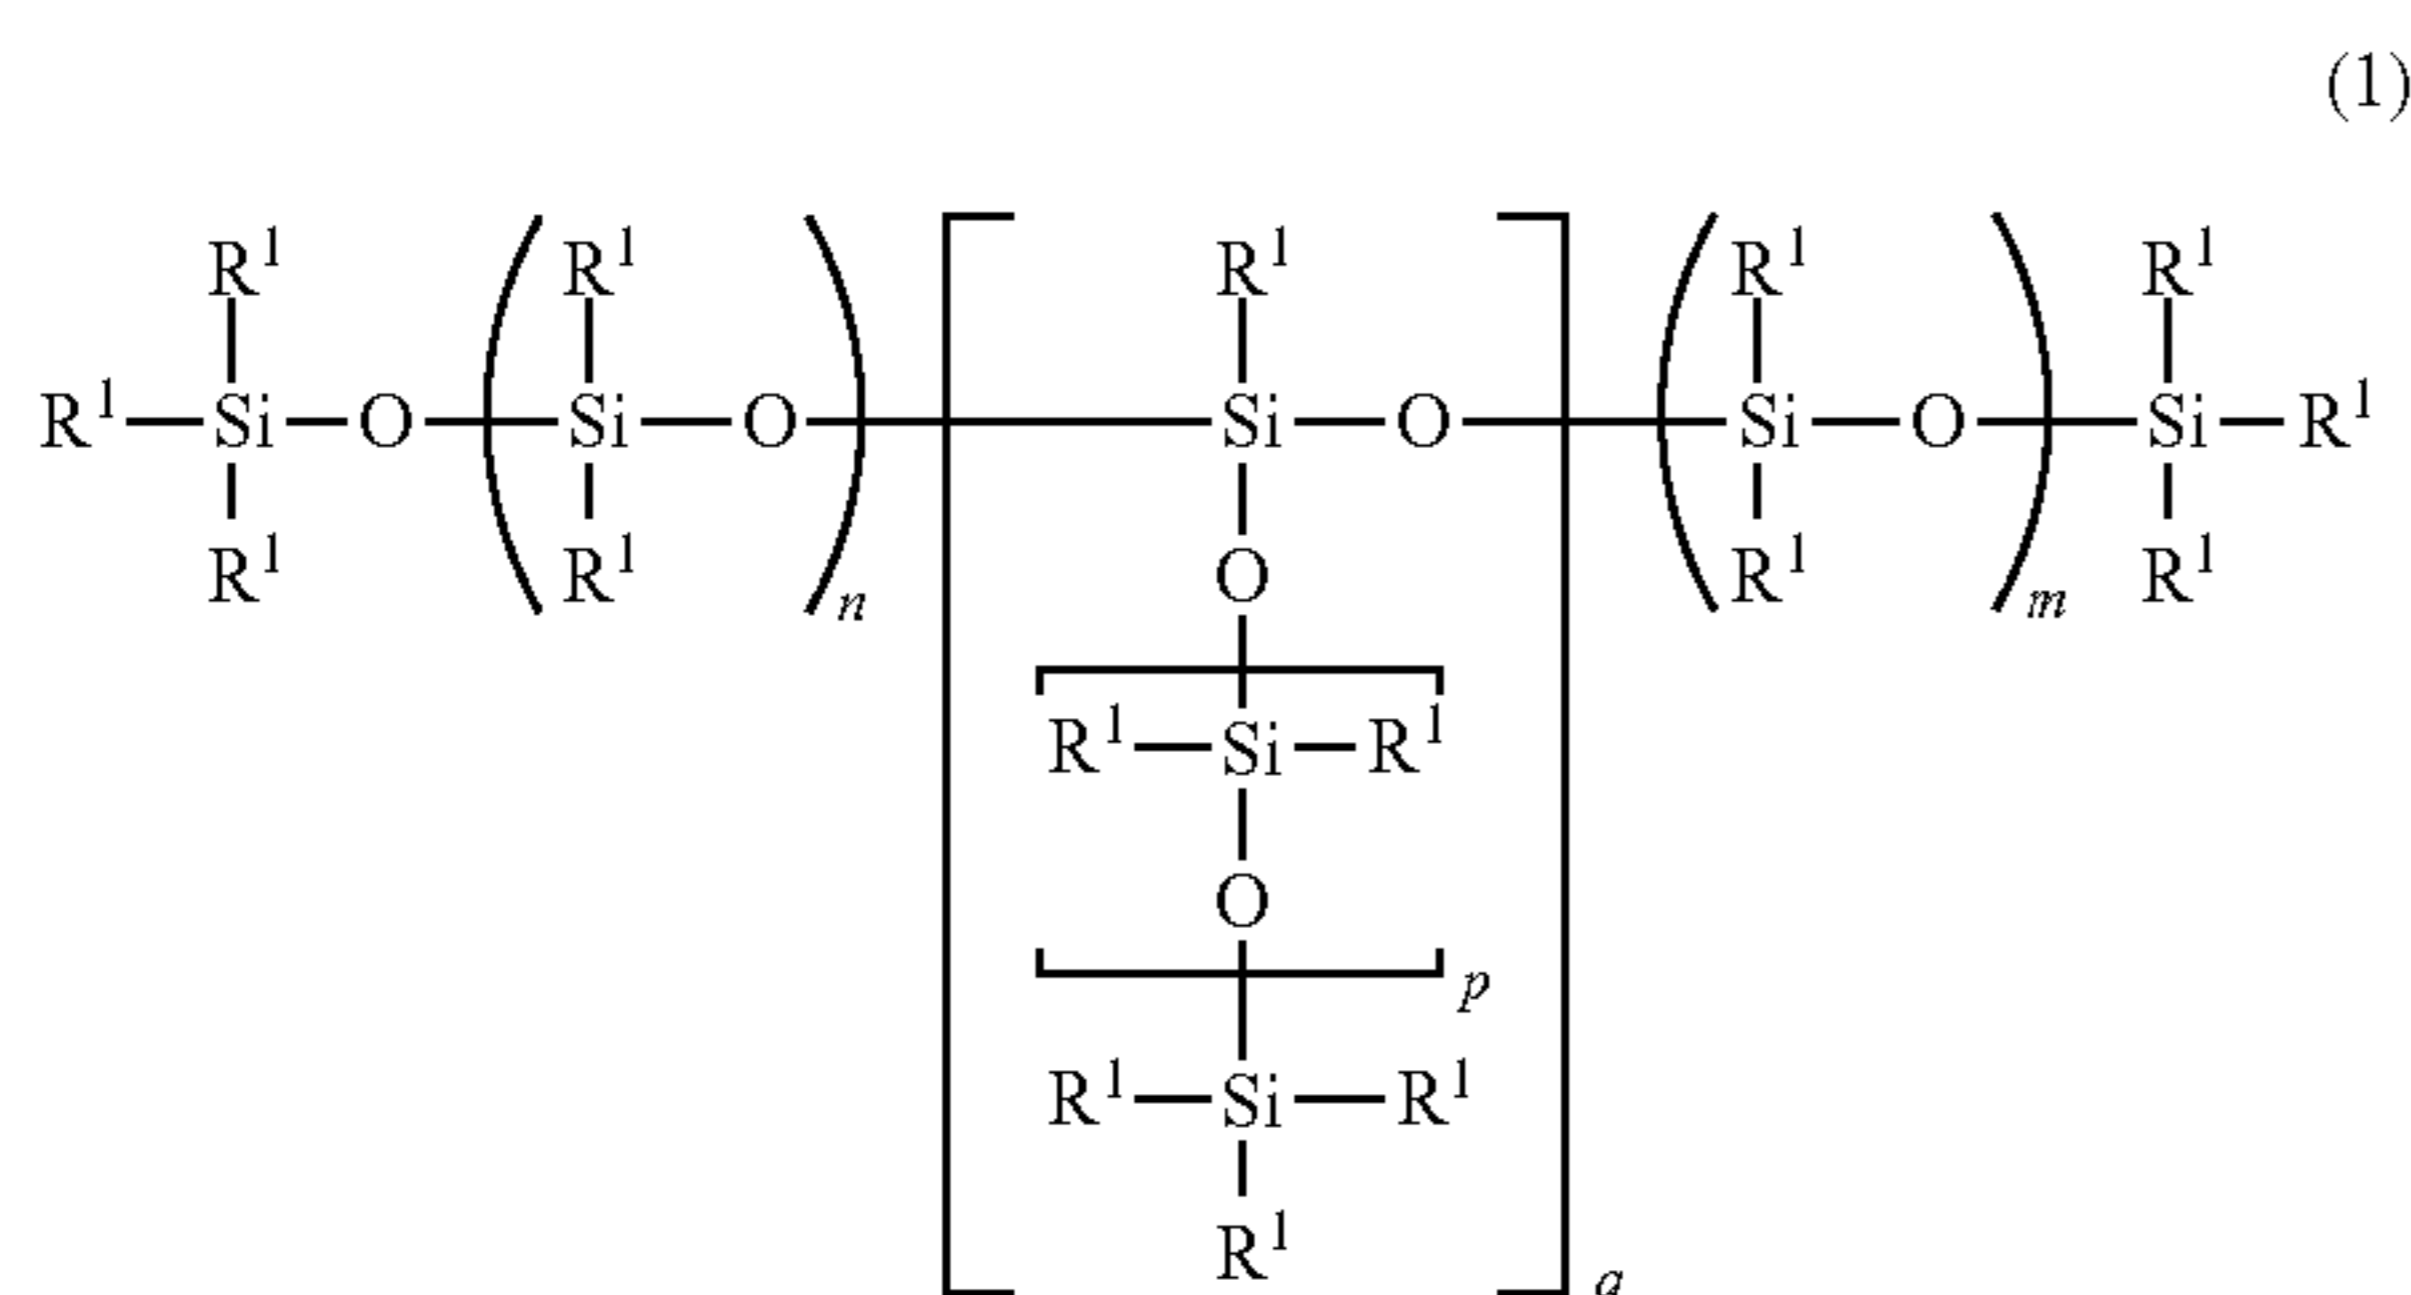 (1)
R¹ R¹ R¹ R¹ R¹
R¹—Si—O—(Si—O)—[Si—O]—(Si—O)—Si—R¹
O
R¹ R¹ n R¹ m R¹
R¹—Si—R¹
O
p
R¹—Si—R¹
R¹